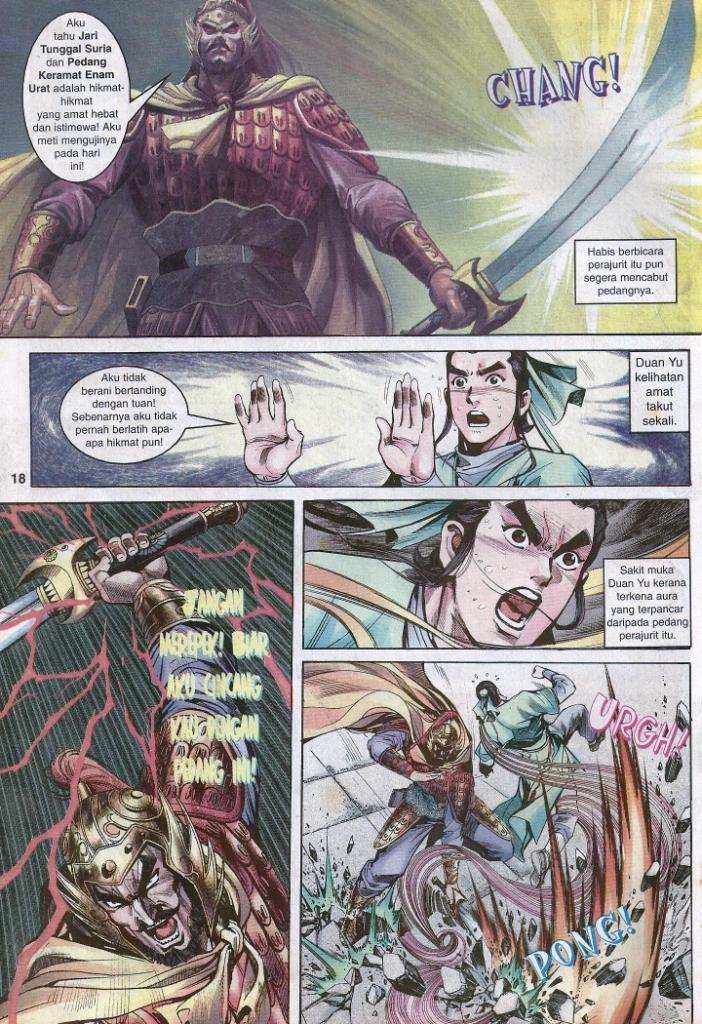 Aku
tahu Jari
Tunggal Suria
dan Pedang
Keramat Enam
Urat adalah hikmat-
hikmat
yang amat hebat
dan istimewa! Aku
meti mengujinya
pada hari
ini!
CHANG!
Habis berbicara
perajurit itu pun
segera mencabut
pedangnya.
Aku tidak
berani bertanding
dengan tuan!
Sebenarnya aku tidak
pernah berlatih apa-
apa hikmat pun!
Duan Yu
kelihatan
amat
takut
sekali.
18
JANGAN
MEREPEK! BIAR
AKU CINCANG
KAU DENGAN
PEDANG INI!
Sakit muka
Duan Yu kerana
terkena aura
yang terpancar
daripada pedang
perajurit itu.
URGH!
PONG!